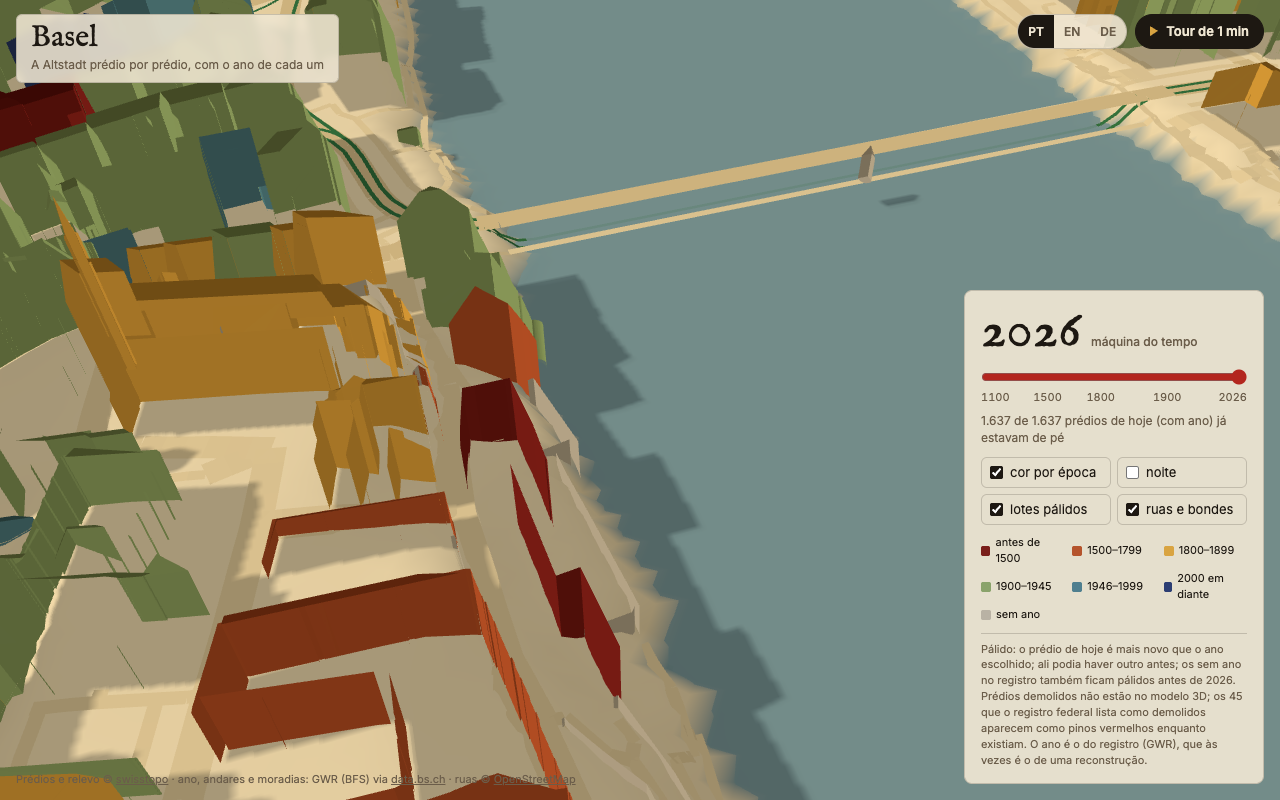 Basel
A Altstadt prédio por prédio, com o ano de cada um
PT EN DE
Tour de 1 min
2026 máquina do tempo
1100 1500 1800 1900 2026
1.637 de 1.637 prédios de hoje (com ano) já
estavam de pé
cor por época
noite
lotes pálidos
ruas e bondes
antes de
1500
1500–1799
1800–1899
1900–1945
1946–1999
2000 em
diante
sem ano
Pálido: o prédio de hoje é mais novo que o ano
escolhido; ali podia haver outro antes; os sem ano
no registro também ficam pálidos antes de 2026.
Prédios demolidos não estão no modelo 3D; os 45
que o registro federal lista como demolidos
aparecem como pinos vermelhos enquanto
existiam. O ano é o do registro (GWR), que às
vezes é o de uma reconstrução.
Prédios e relevo © swisstopo · ano, andares e moradias: GWR (BFS) via data.bs.ch · ruas © OpenStreetMap